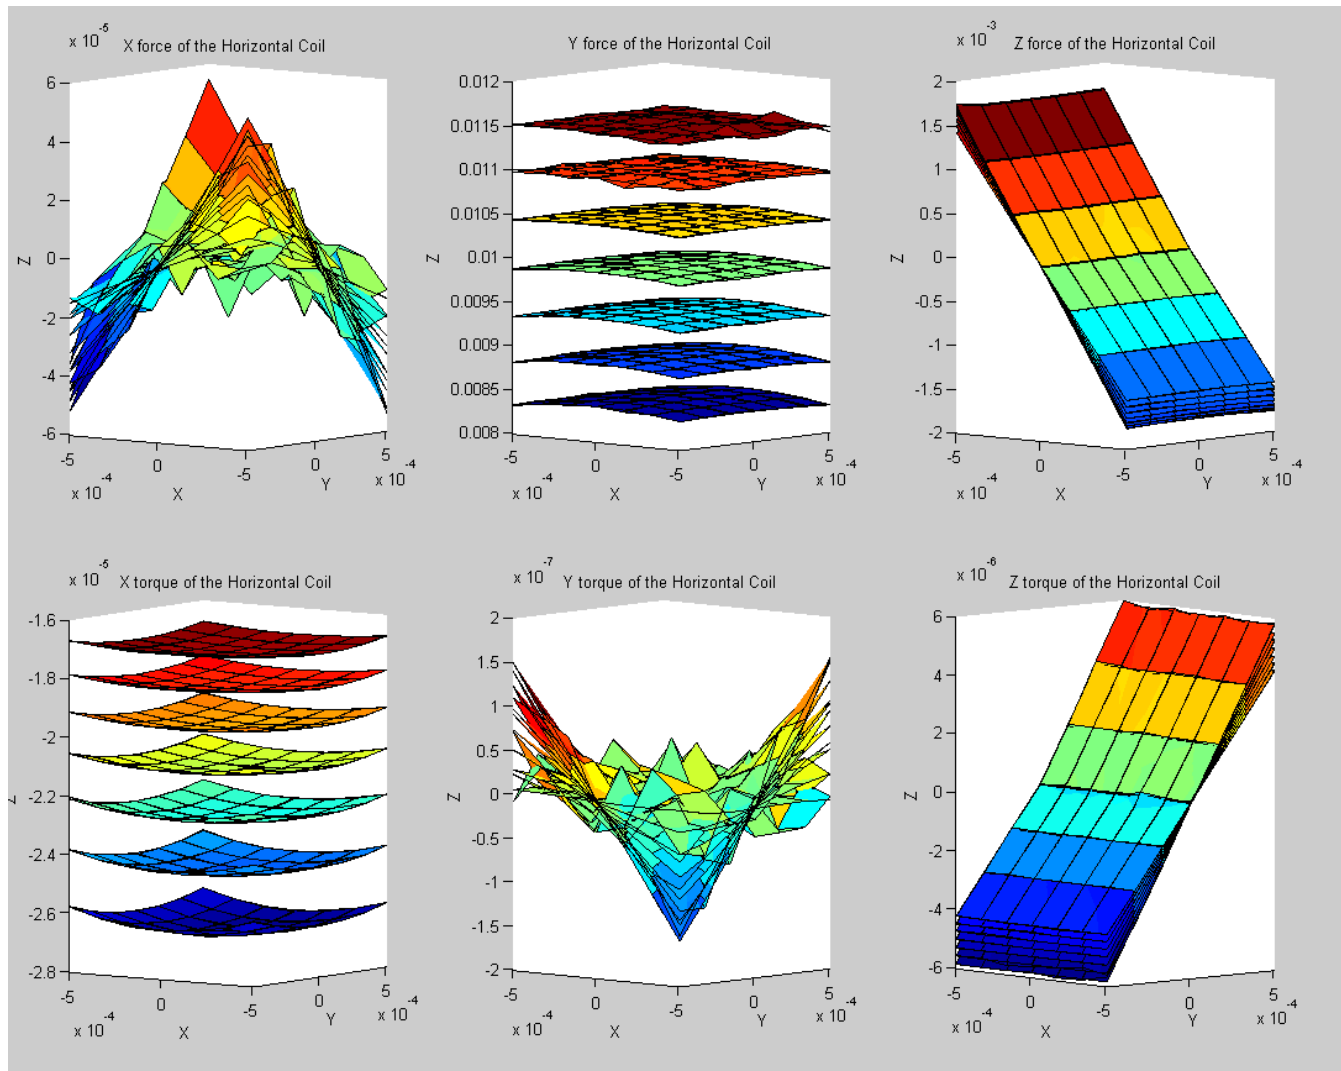 x 10^-5
X force of the Horizontal Coil
6
4
2
0
-2
-4
-6
Z
-5
0
-5
0
5
x 10^-4
X
Y
x 10^-4
Y force of the Horizontal Coil
0.012
0.0115
0.011
0.0105
0.01
0.0095
0.009
0.0085
0.008
Z
-5
0
-5
0
5
x 10^-4
X
Y
x 10^-4
x 10^-3
Z force of the Horizontal Coil
2
1.5
1
0.5
0
-0.5
-1
-1.5
-2
Z
-5
0
-5
0
5
x 10^-4
X
Y
x 10^-4
x 10^-5
X torque of the Horizontal Coil
-1.6
-1.8
-2
-2.2
-2.4
-2.6
-2.8
Z
-5
0
-5
0
5
x 10^-4
X
Y
x 10^-4
x 10^-7
Y torque of the Horizontal Coil
2
1.5
1
0.5
0
-0.5
-1
-1.5
-2
Z
-5
0
-5
0
5
x 10^-4
X
Y
x 10^-4
x 10^-6
Z torque of the Horizontal Coil
6
4
2
0
-2
-4
-6
Z
-5
0
-5
0
5
x 10^-4
X
Y
x 10^-4